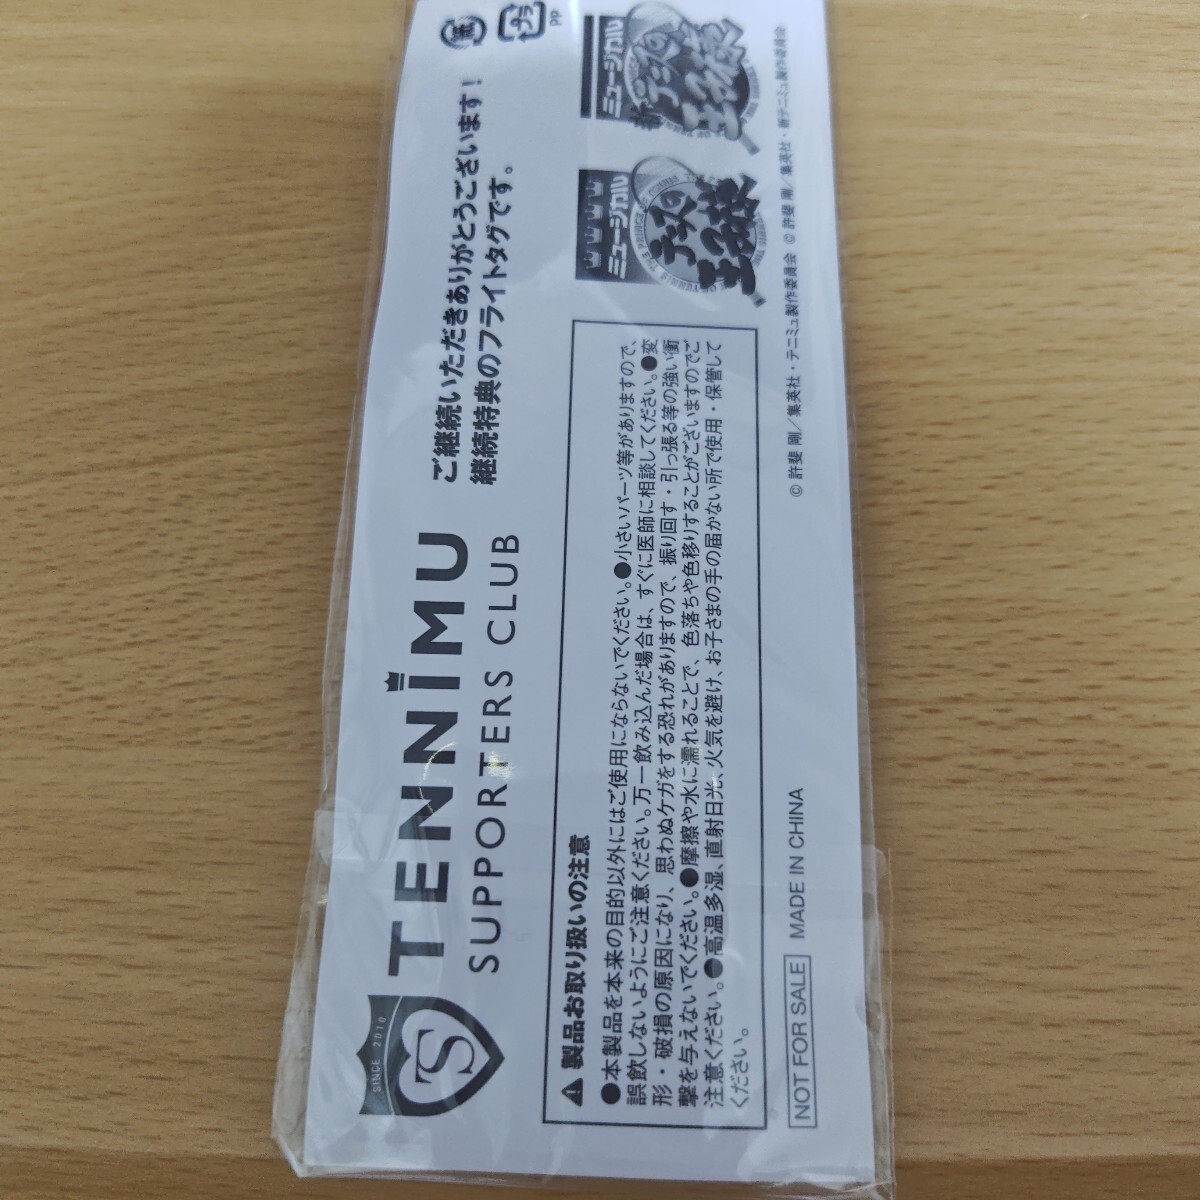 SINCE 2010
TENNIMU
SUPPORTERS CLUB
ご継続いただきありがとうございます!
継続特典のフライトタグです。
プラ
PP
⚠ 製品お取り扱いの注意
●本製品を本来の目的以外にはご使用にならないでください。●小さいパーツ等がありますので、
誤飲しないようにご注意ください。万一飲み込んだ場合は、すぐに医師に相談してください。●変
形・破損の原因になり、思わぬケガをする恐れがありますので、振り回す・引っ張る等の強い衝
撃を与えないでください。●摩擦や水に濡れることで、色落ちや色移りすることがございますのでご
注意ください。●高温多湿、直射日光、火気を避け、お子さまの手の届かない所で使用・保管して
ください。
ミュージカル
テニスの
王子様
ミュージカル
新テニスの
王子様
NOT FOR SALE MADE IN CHINA
© 許斐 剛/集英社・テニミュ製作委員会 © 許斐 剛/集英社・新テニミュ製作委員会